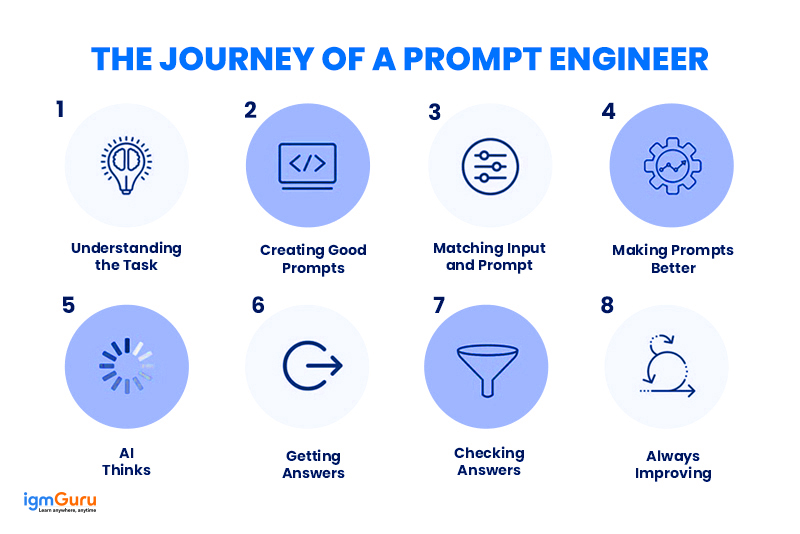 THE JOURNEY OF A PROMPT ENGINEER
1
Understanding
the Task
2
</>
Creating Good
Prompts
3
Matching Input
and Prompt
4
Making Prompts
Better
5
AI
Thinks
6
Getting
Answers
7
Checking
Answers
8
Always
Improving
igmGuru
Learn anywhere, anytime